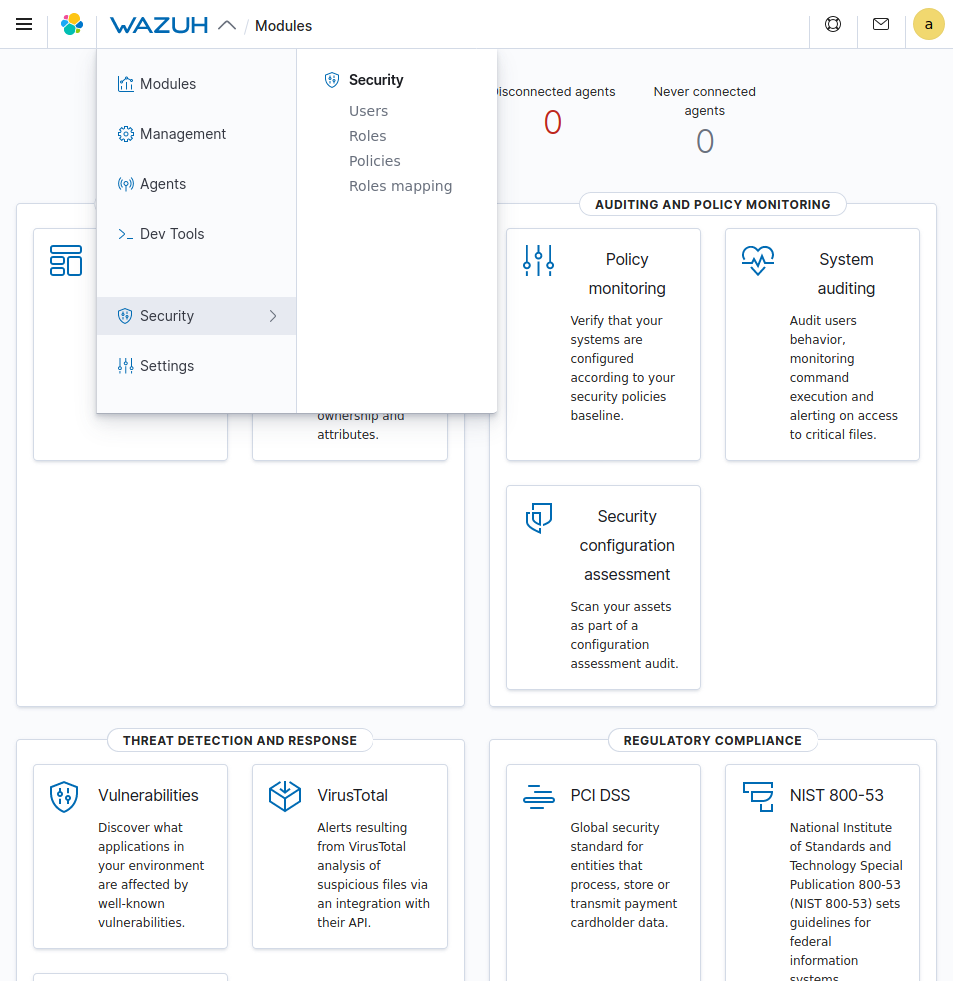 WAZUH / Modules
a
Modules
Management
Agents
Dev Tools
Security
Settings
Security
Users
Roles
Policies
Roles mapping
agents
0
Never connected
agents
0
ownership and
attributes.
AUDITING AND POLICY MONITORING
Policy
monitoring
Verify that your
systems are
configured
according to your
security policies
baseline.
System
auditing
Audit users
behavior,
monitoring
command
execution and
alerting on access
to critical files.
Security
configuration
assessment
Scan your assets
as part of a
configuration
assessment audit.
THREAT DETECTION AND RESPONSE
Vulnerabilities
Discover what
applications in
your environment
are affected by
well-known
vulnerabilities.
VirusTotal
Alerts resulting
from VirusTotal
analysis of
suspicious files via
an integration with
their API.
REGULATORY COMPLIANCE
PCI DSS
Global security
standard for
entities that
process, store or
transmit payment
cardholder data.
NIST 800-53
National Institute
of Standards and
Technology Special
Publication 800-53
(NIST 800-53) sets
guidelines for
federal
information
systems